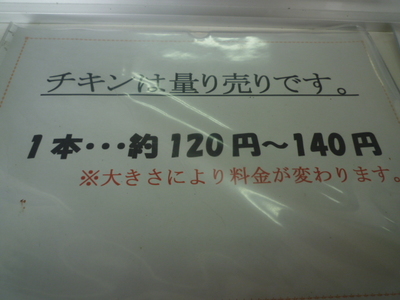 チキンは量り売りです。
1本･･･約120円～140円
※大きさにより料金が変わります。